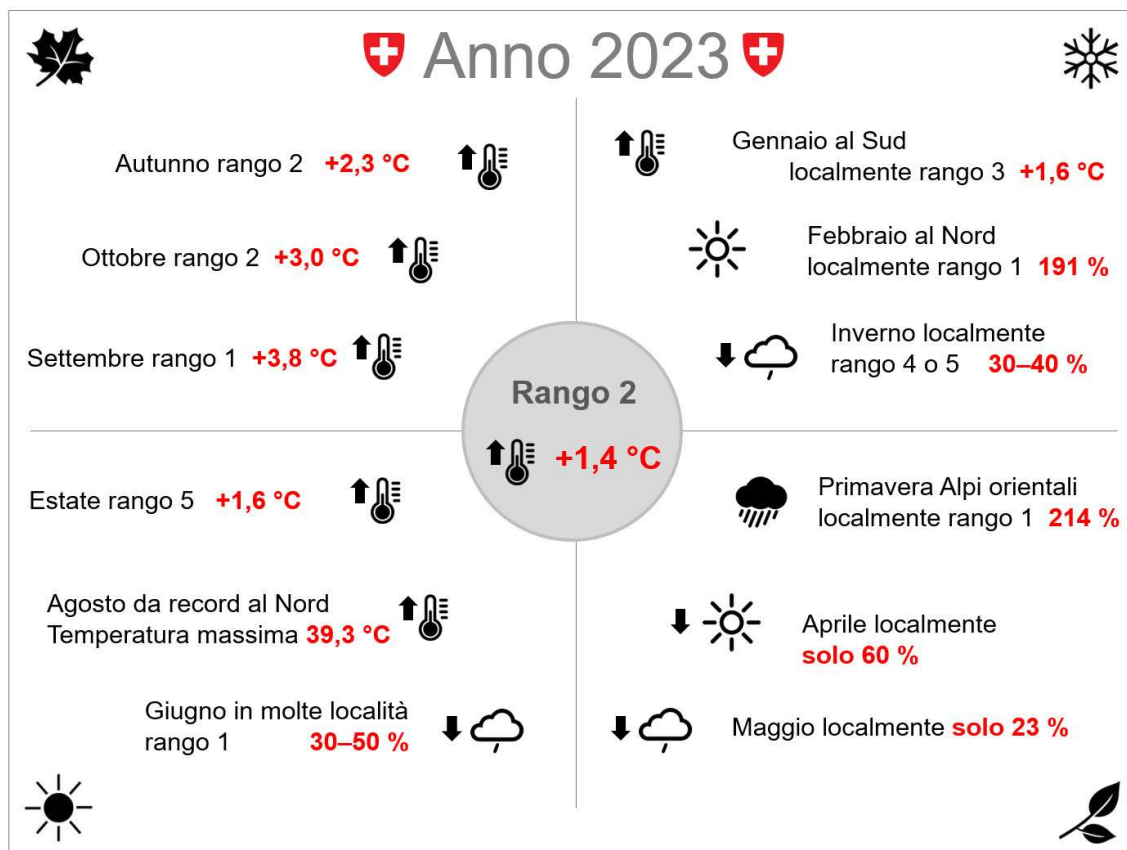 Anno 2023
Autunno rango 2 +2,3 °C
Ottobre rango 2 +3,0 °C
Settembre rango 1 +3,8 °C
Gennaio al Sud
localmente rango 3 +1,6 °C
Febbraio al Nord
localmente rango 1 191 %
Inverno localmente
rango 4 o 5 30–40 %
Rango 2
+1,4 °C
Estate rango 5 +1,6 °C
Agosto da record al Nord
Temperatura massima 39,3 °C
Giugno in molte località
rango 1 30–50 %
Primavera Alpi orientali
localmente rango 1 214 %
Aprile localmente
solo 60 %
Maggio localmente solo 23 %